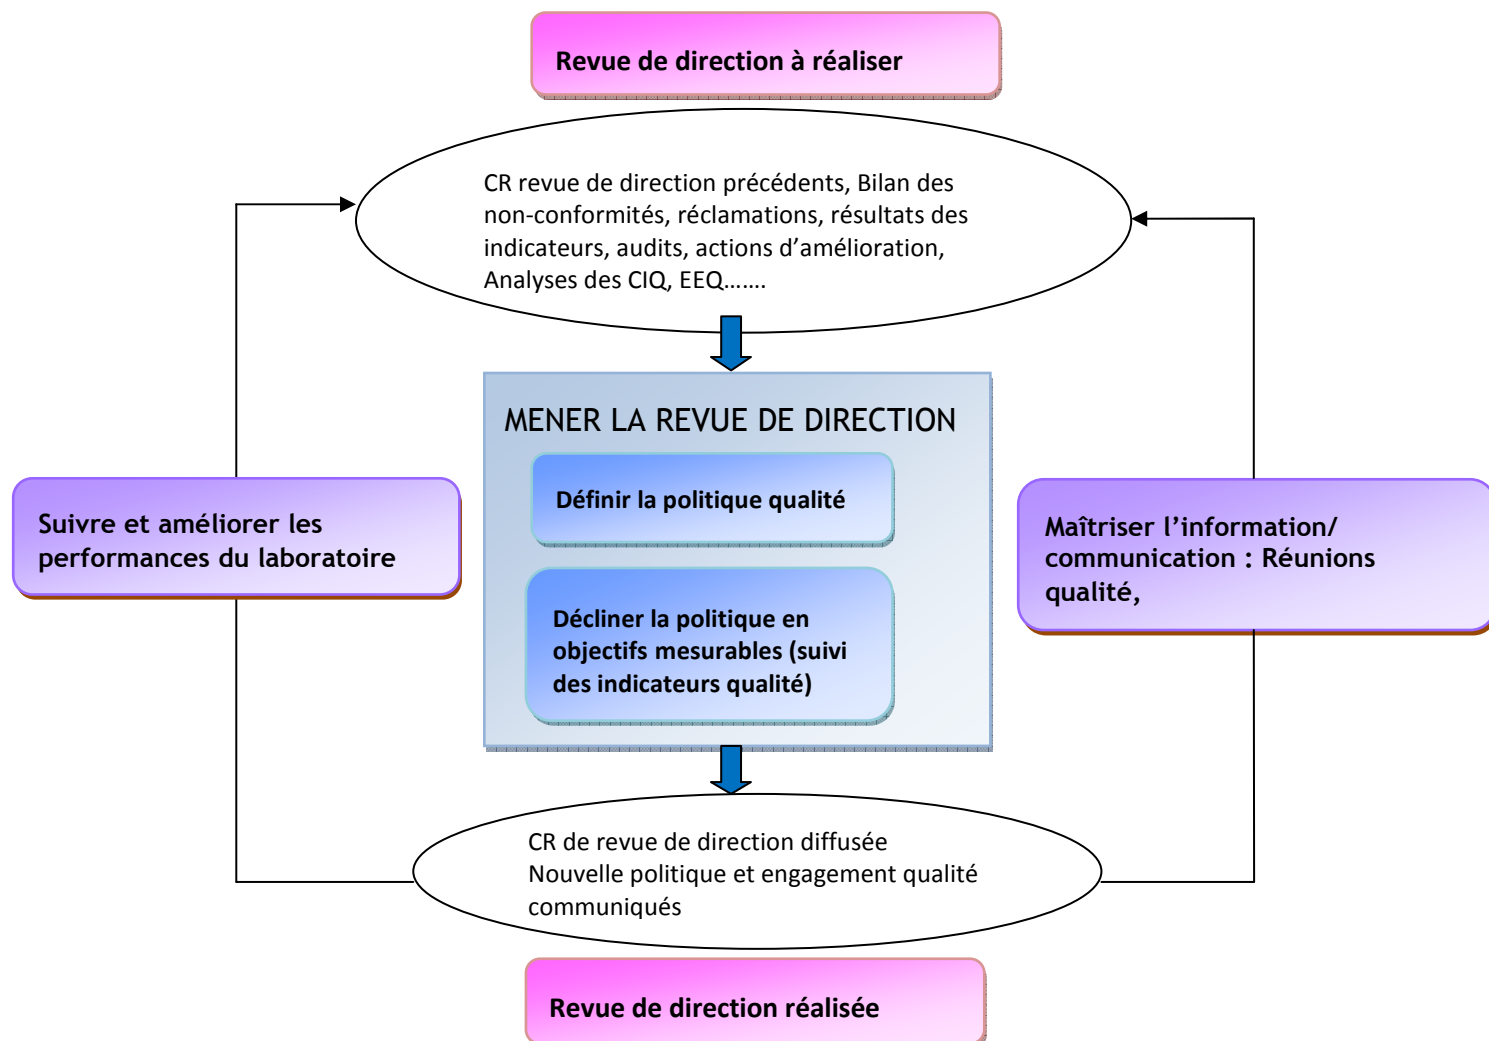 Revue de direction à réaliser
CR revue de direction précédents, Bilan des
non-conformités, réclamations, résultats des
indicateurs, audits, actions d’amélioration,
Analyses des CIQ, EEQ…….
MENER LA REVUE DE DIRECTION
Définir la politique qualité
Suivre et améliorer les
performances du laboratoire
Maîtriser l’information/
communication : Réunions
qualité,
Décliner la politique en
objectifs mesurables (suivi
des indicateurs qualité)
CR de revue de direction diffusée
Nouvelle politique et engagement qualité
communiqués
Revue de direction réalisée